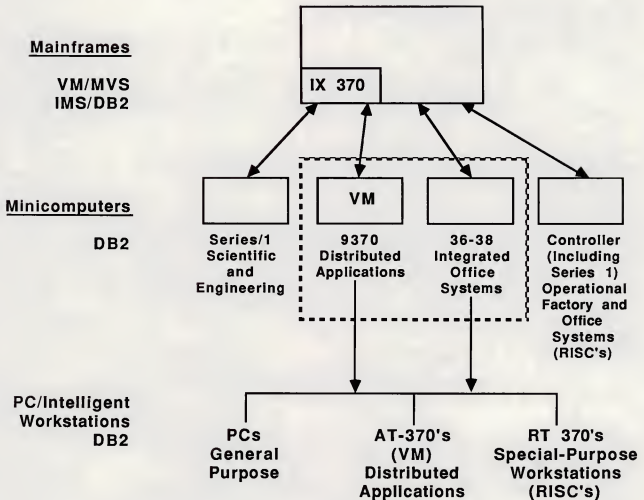 Mainframes
VM/MVS
IMS/DB2
IX 370
Minicomputers
DB2
VM
Series/1
Scientific
and
Engineering
9370
Distributed
Applications
36-38
Integrated
Office
Systems
Controller
(Including
Series 1)
Operational
Factory and
Office
Systems
(RISC's)
PC/Intelligent
Workstations
DB2
PCs
General
Purpose
AT-370's
(VM)
Distributed
Applications
RT 370's
Special-Purpose
Workstations
(RISC's)